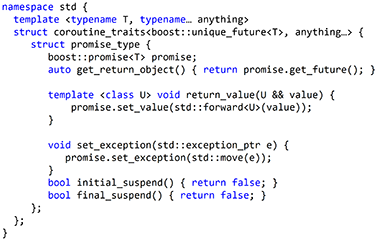 namespace std {
  template <typename T, typename… anything>
  struct coroutine_traits<boost::unique_future<T>, anything…> {
    struct promise_type {
      boost::promise<T> promise;
      auto get_return_object() { return promise.get_future(); }

      template <class U> void return_value(U && value) {
        promise.set_value(std::forward<U>(value));
      }

      void set_exception(std::exception_ptr e) {
        promise.set_exception(std::move(e));
      }
      bool initial_suspend() { return false; }
      bool final_suspend() { return false; }
    };
  };
}